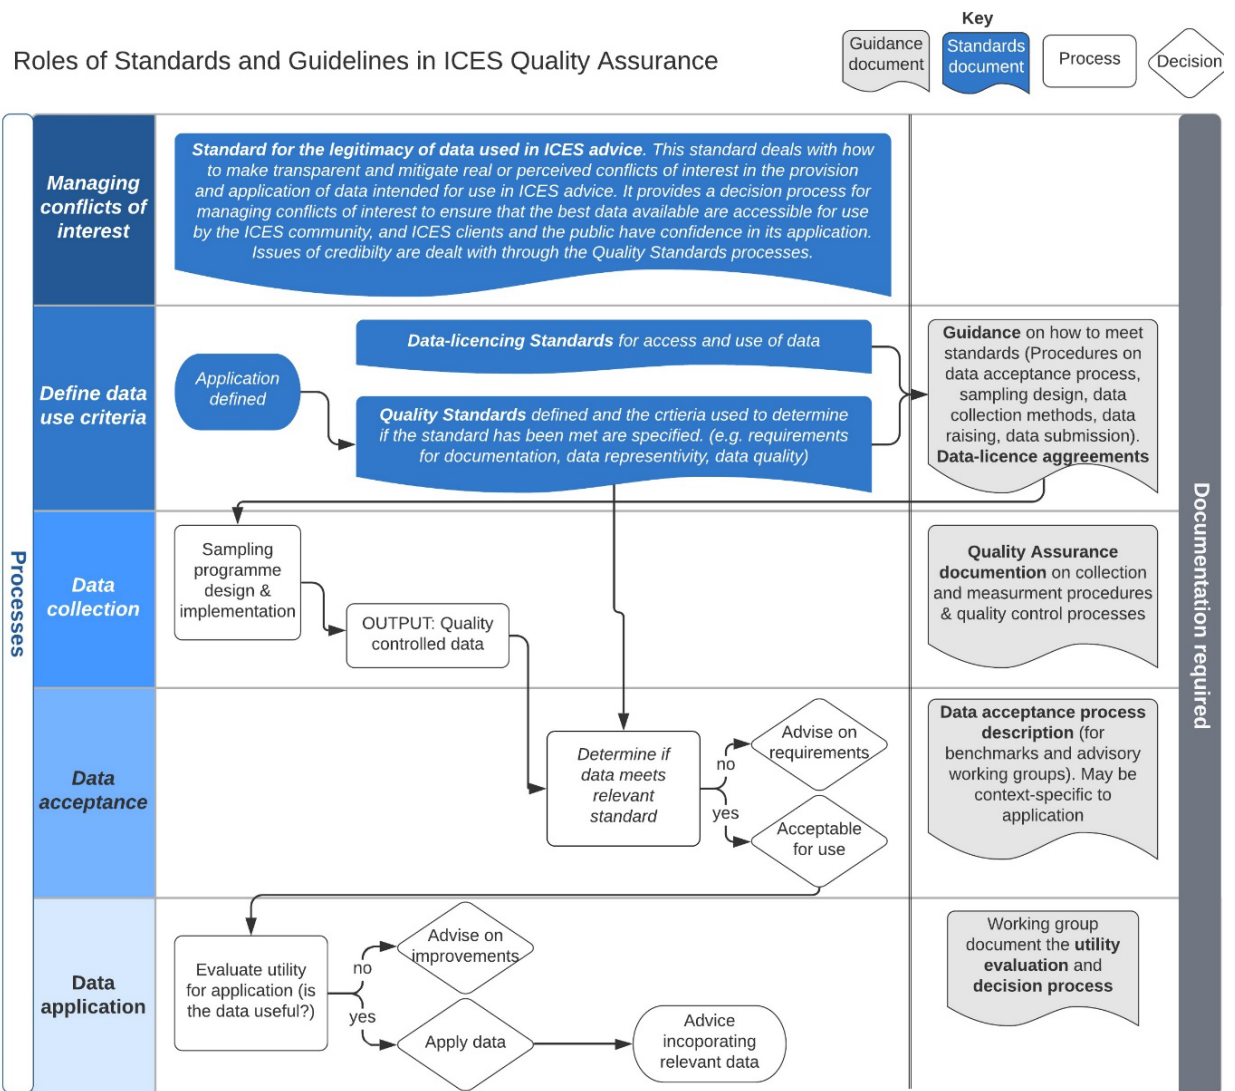 Roles of Standards and Guidelines in ICES Quality Assurance
Key
Guidance
document
Standards
document
Process
Decision
Processes
Documentation required
Managing
conflicts of
interest
Standard for the legitimacy of data used in ICES advice. This standard deals with how
to make transparent and mitigate real or perceived conflicts of interest in the provision
and application of data intended for use in ICES advice. It provides a decision process for
managing conflicts of interest to ensure that the best data available are accessible for use
by the ICES community, and ICES clients and the public have confidence in its application.
Issues of credibilty are dealt with through the Quality Standards processes.
Define data
use criteria
Application
defined
Data-licencing Standards for access and use of data
Quality Standards defined and the crtieria used to determine
if the standard has been met are specified. (e.g. requirements
for documentation, data representivity, data quality)
Guidance on how to meet
standards (Procedures on
data acceptance process,
sampling design, data
collection methods, data
raising, data submission).
Data-licence aggreements
Data
collection
Sampling
programme
design &
implementation
OUTPUT: Quality
controlled data
Quality Assurance
documention on collection
and measurment procedures
& quality control processes
Data
acceptance
Determine if
data meets
relevant
standard
no
yes
Advise on
requirements
Acceptable
for use
Data acceptance process
description (for
benchmarks and advisory
working groups). May be
context-specific to
application
Data
application
Evaluate utility
for application (is
the data useful?)
no
yes
Advise on
improvements
Apply data
Advice
incoporating
relevant data
Working group
document the utility
evaluation and
decision process